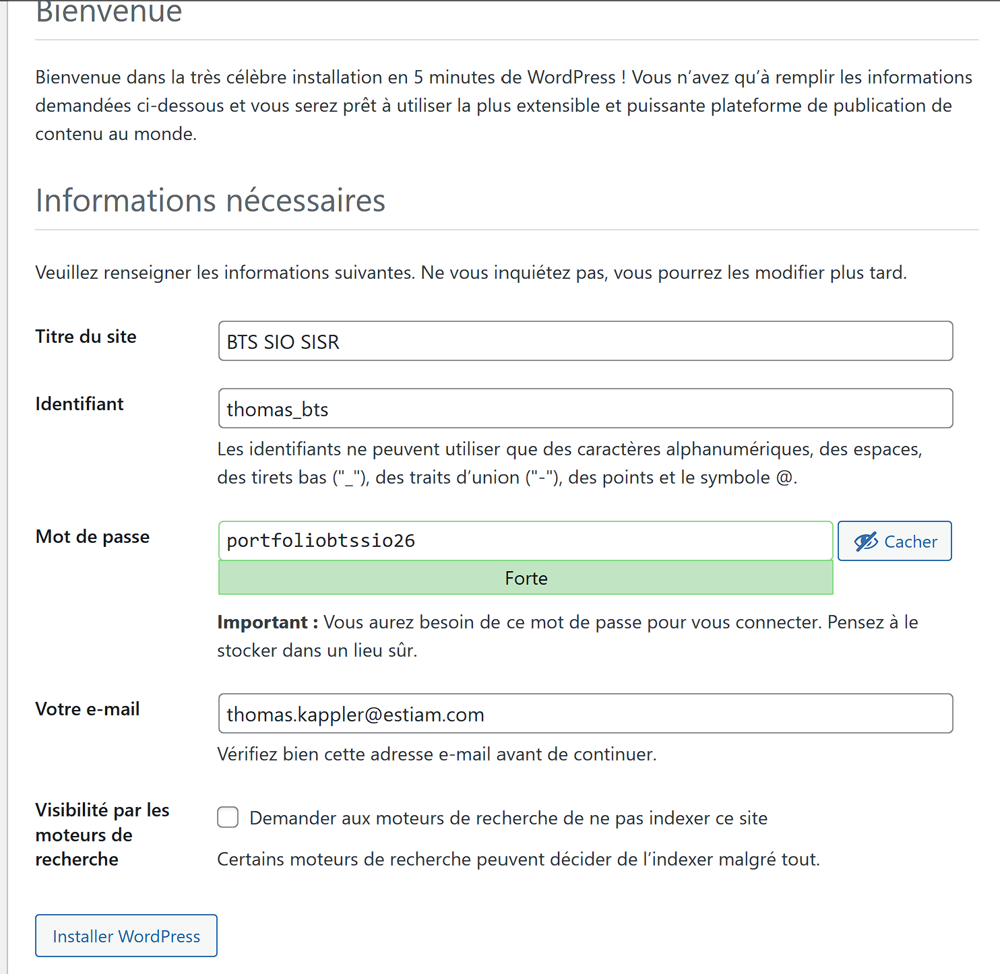 Bienvenue
Bienvenue dans la très célèbre installation en 5 minutes de WordPress ! Vous n’avez qu’à remplir les informations
demandées ci-dessous et vous serez prêt à utiliser la plus extensible et puissante plateforme de publication de
contenu au monde.
Informations nécessaires
Veuillez renseigner les informations suivantes. Ne vous inquiétez pas, vous pourrez les modifier plus tard.
Titre du site
BTS SIO SISR
Identifiant
thomas_bts
Les identifiants ne peuvent utiliser que des caractères alphanumériques, des espaces,
des tirets bas ("_"), des traits d’union ("-"), des points et le symbole @.
Mot de passe
portfoliobtssio26
Cacher
Forte
Important : Vous aurez besoin de ce mot de passe pour vous connecter. Pensez à le
stocker dans un lieu sûr.
Votre e-mail
thomas.kappler@estiam.com
Vérifiez bien cette adresse e-mail avant de continuer.
Visibilité par les
moteurs de
recherche
Demander aux moteurs de recherche de ne pas indexer ce site
Certains moteurs de recherche peuvent décider de l’indexer malgré tout.
Installer WordPress